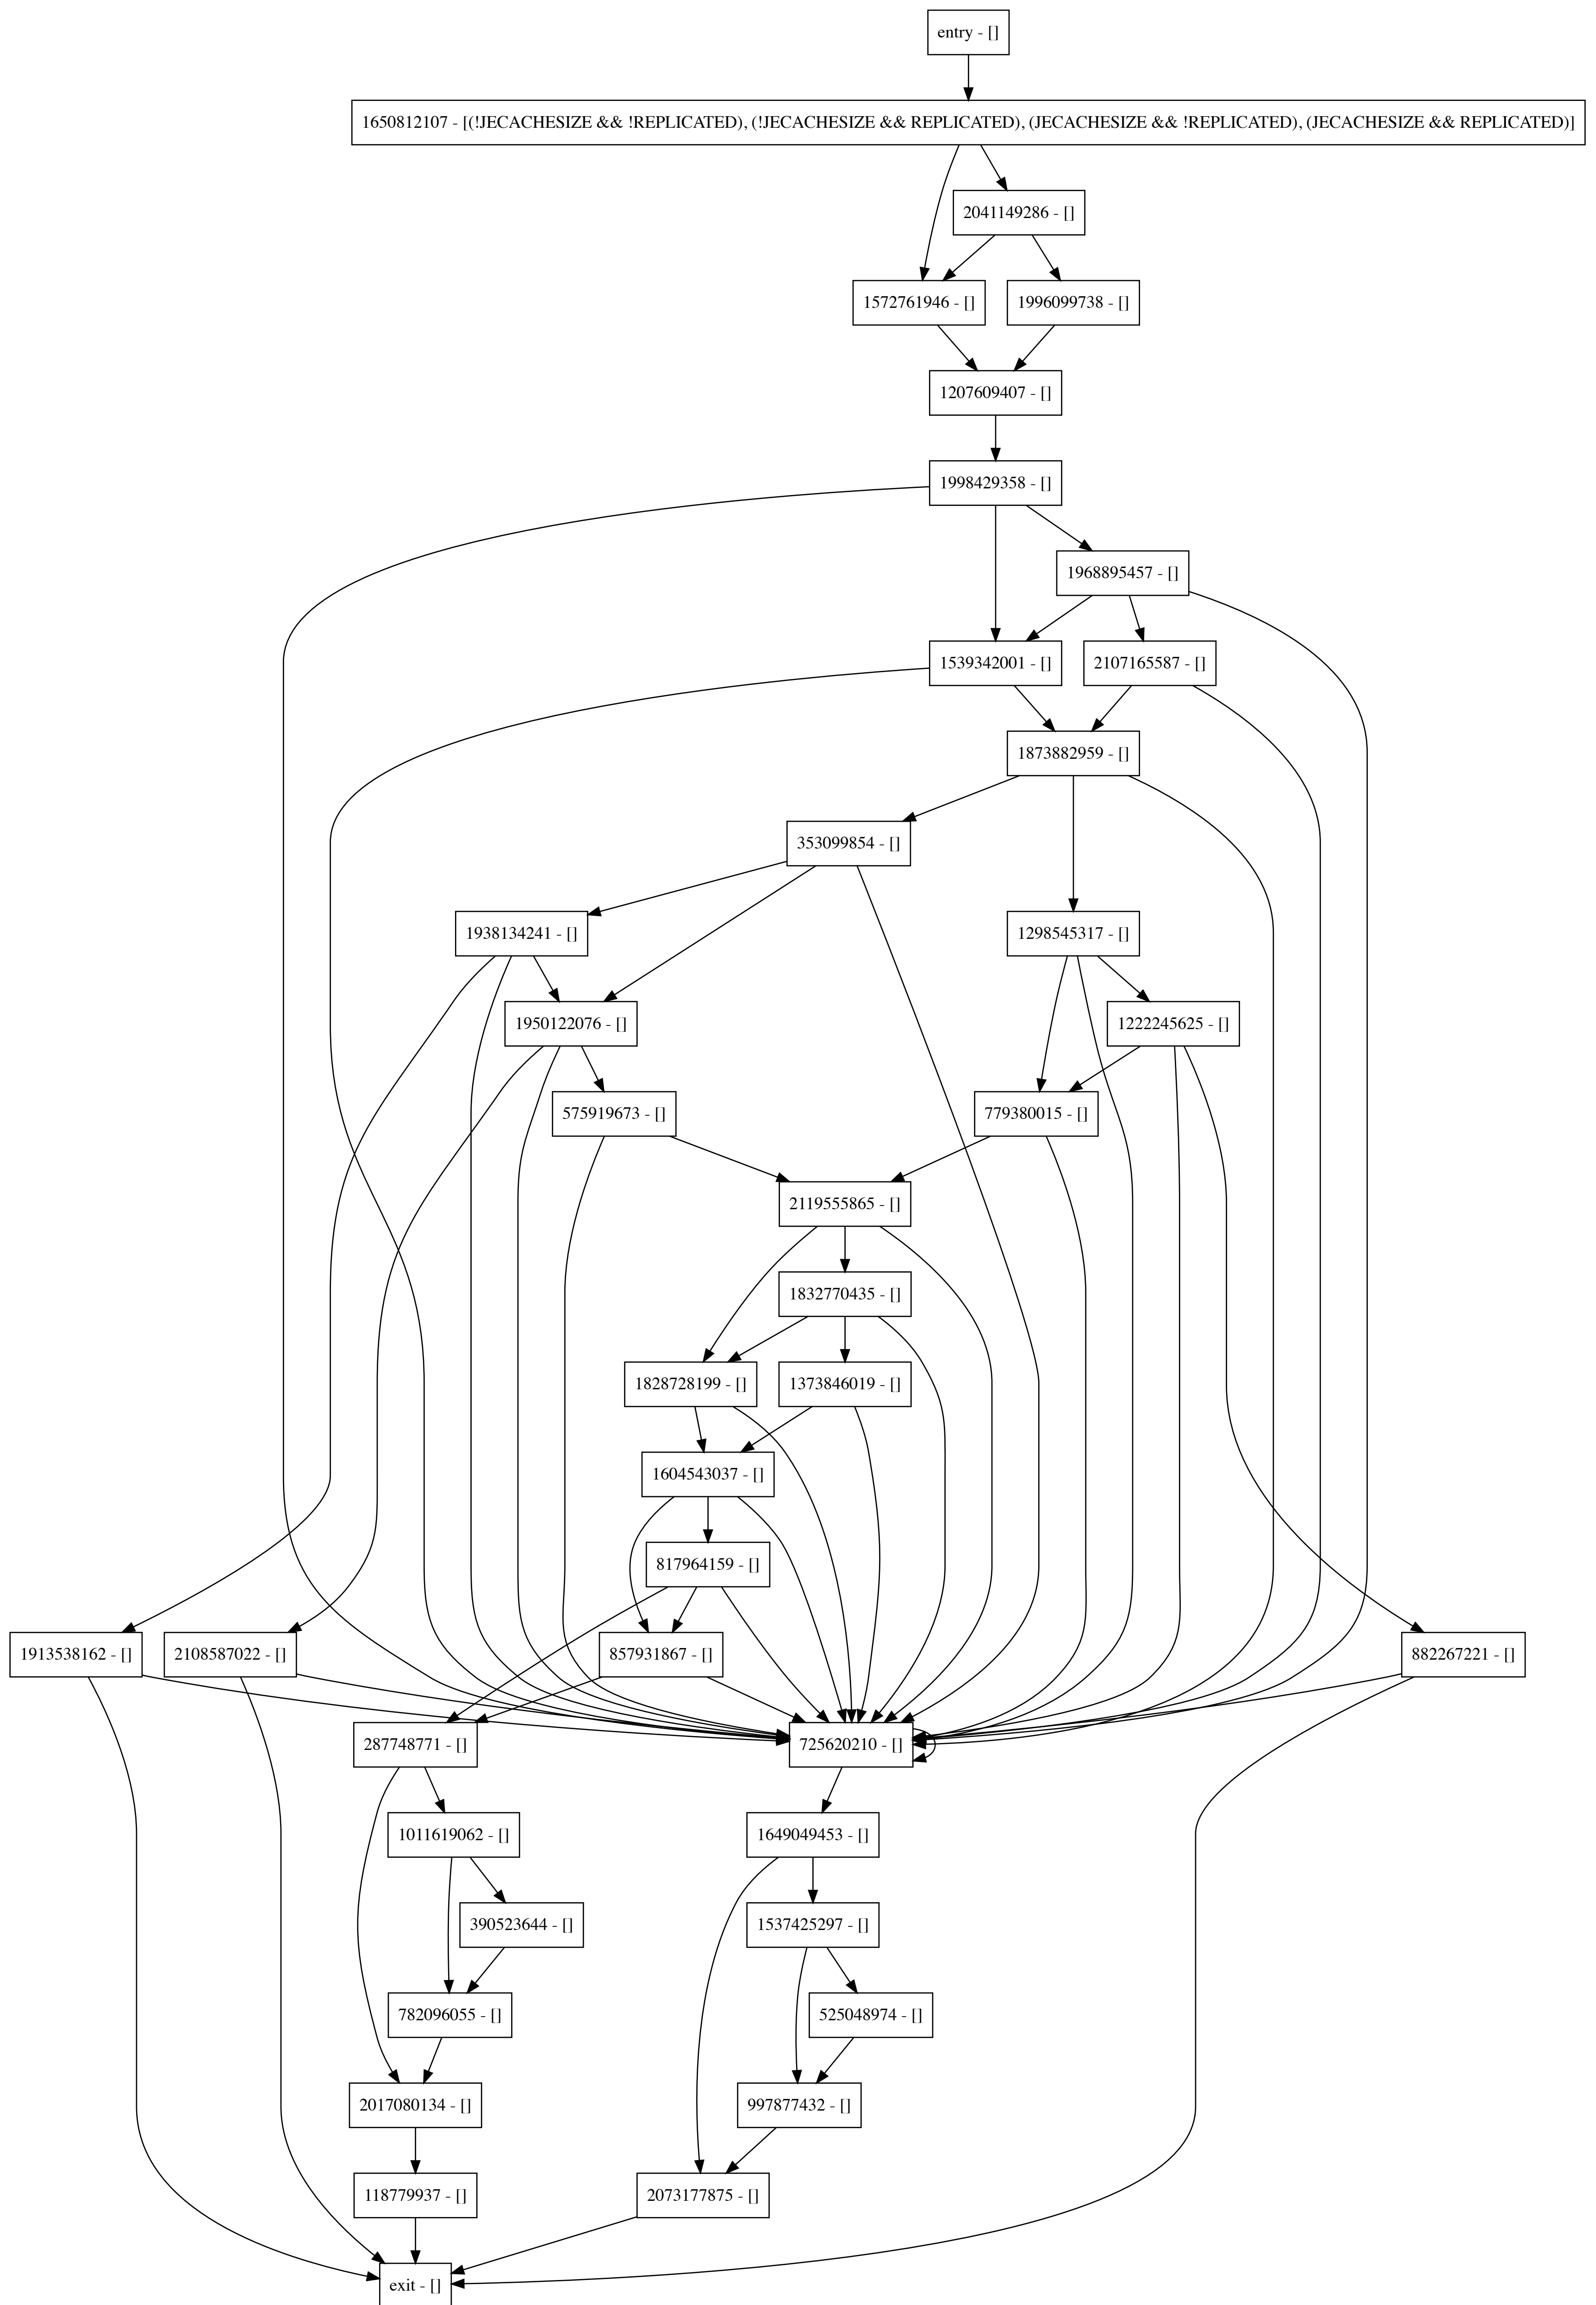 entry - []
1650812107 - [(!JECACHESIZE && !REPLICATED), (!JECACHESIZE && REPLICATED), (JECACHESIZE && !REPLICATED), (JECACHESIZE && REPLICATED)]
2041149286 - []
1572761946 - []
1996099738 - []
1207609407 - []
1998429358 - []
1968895457 - []
1539342001 - []
2107165587 - []
1873882959 - []
353099854 - []
1938134241 - []
1298545317 - []
1950122076 - []
1222245625 - []
575919673 - []
779380015 - []
2119555865 - []
1832770435 - []
1828728199 - []
1373846019 - []
1604543037 - []
817964159 - []
1913538162 - []
2108587022 - []
857931867 - []
882267221 - []
287748771 - []
725620210 - []
1011619062 - []
1649049453 - []
390523644 - []
1537425297 - []
782096055 - []
525048974 - []
2017080134 - []
997877432 - []
118779937 - []
2073177875 - []
exit - []